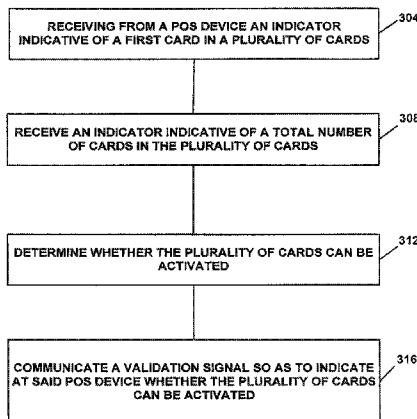 RECEIVING FROM A POS DEVICE AN INDICATOR
INDICATIVE OF A FIRST CARD IN A PLURALITY OF CARDS
304
RECEIVE AN INDICATOR INDICATIVE OF A TOTAL NUMBER
OF CARDS IN THE PLURALITY OF CARDS
308
DETERMINE WHETHER THE PLURALITY OF CARDS CAN BE
ACTIVATED
312
COMMUNICATE A VALIDATION SIGNAL SO AS TO INDICATE
AT SAID POS DEVICE WHETHER THE PLURALITY OF CARDS
CAN BE ACTIVATED
316